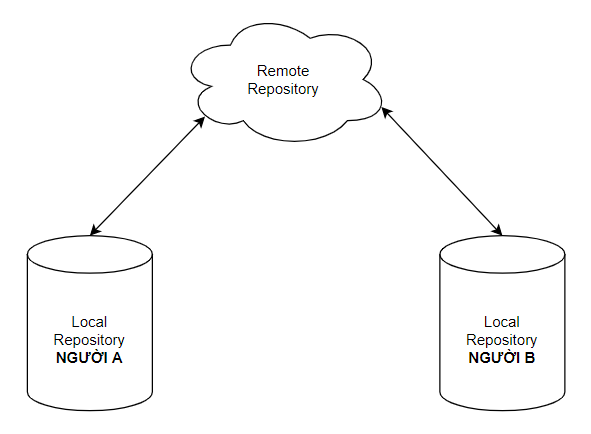 Remote
Repository
Local
Repository
NGƯỜI A
Local
Repository
NGƯỜI B